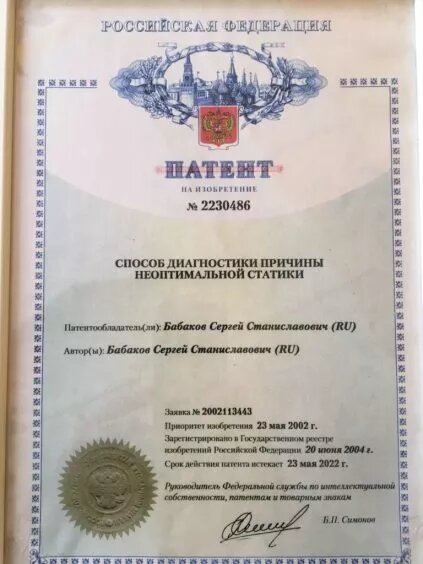 РОССИЙСКАЯ ФЕДЕРАЦИЯ
ПАТЕНТ
НА ИЗОБРЕТЕНИЕ
№ 2230486
СПОСОБ ДИАГНОСТИКИ ПРИЧИНЫ
НЕОПТИМАЛЬНОЙ СТАТИКИ
Патентообладатель(ли): Бабаков Сергей Станиславович (RU)
Автор(ы): Бабаков Сергей Станиславович (RU)
Заявка № 2002113443
Приоритет изобретения 23 мая 2002 г.
Зарегистрировано в Государственном реестре
изобретений Российской Федерации 20 июня 2004 г.
Срок действия патента истекает 23 мая 2022 г.
Руководитель Федеральной службы по интеллектуальной
собственности, патентам и товарным знакам
Б.П. Симонов